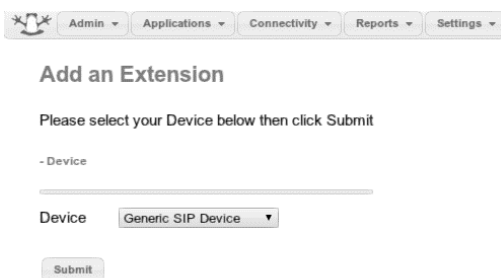 Admin Applications Connectivity Reports Settings
Add an Extension
Please select your Device below then click Submit
- Device
Device Generic SIP Device
Submit